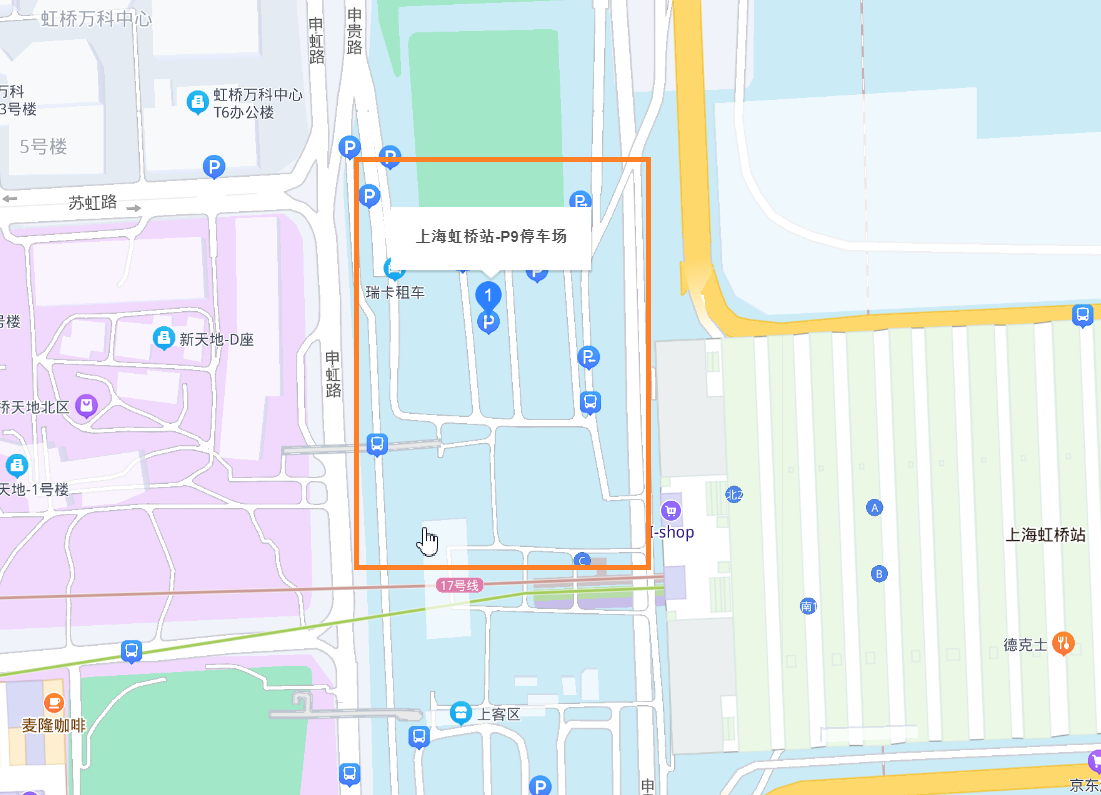 虹桥万科中心
申虹路
申贵路
万科
3号楼
虹桥万科中心
T6办公楼
5号楼
P
P
P
P
P
苏虹路
上海虹桥站-P9停车场
P
瑞卡租车
1
P
号楼
新天地-D座
申虹路
P
桥天地北区
天地-1号楼
北2
A
I-shop
上海虹桥站
C
B
17号线
南1
德克士
麦隆咖啡
上客区
P
申
京东